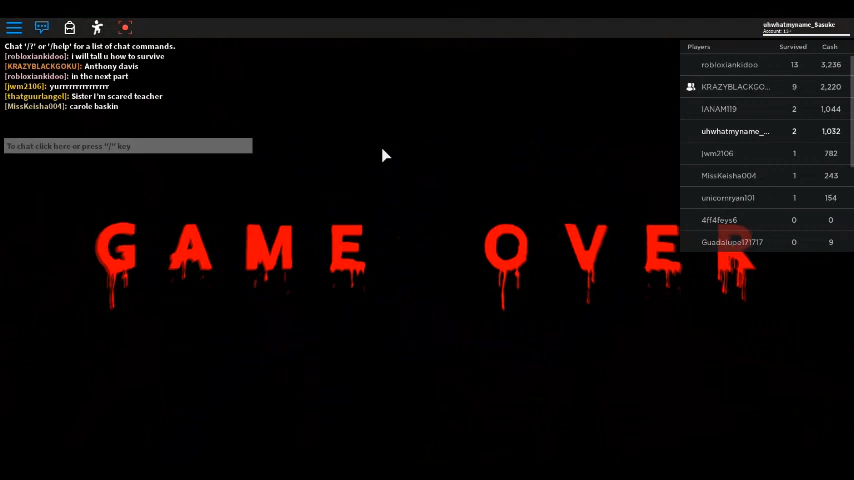 uhwhatmyname_Sasuke
Account: 13+
Chat '/?' or '/help' for a list of chat commands.
[robloxiankidoo]: i will tall u how to survive
[KRAZYBLACKGOKU]: Anthony davis
[robloxiankidoo]: in the next part
[jwm2106]: yurrrrrrrrrrrrrr
[thatguurlangel]: Sister I'm scared teacher
[MissKeisha004]: carole baskin
To chat click here or press "/" key
Players Survived Cash
robloxiankidoo 13 3,236
KRAZYBLACKGO... 9 2,220
IANAM119 2 1,044
uhwhatmyname_... 2 1,032
jwm2106 1 782
MissKeisha004 1 243
unicornryan101 1 154
4ff4feys6 0 0
Guadalupe171717 0 9
GAME OVER